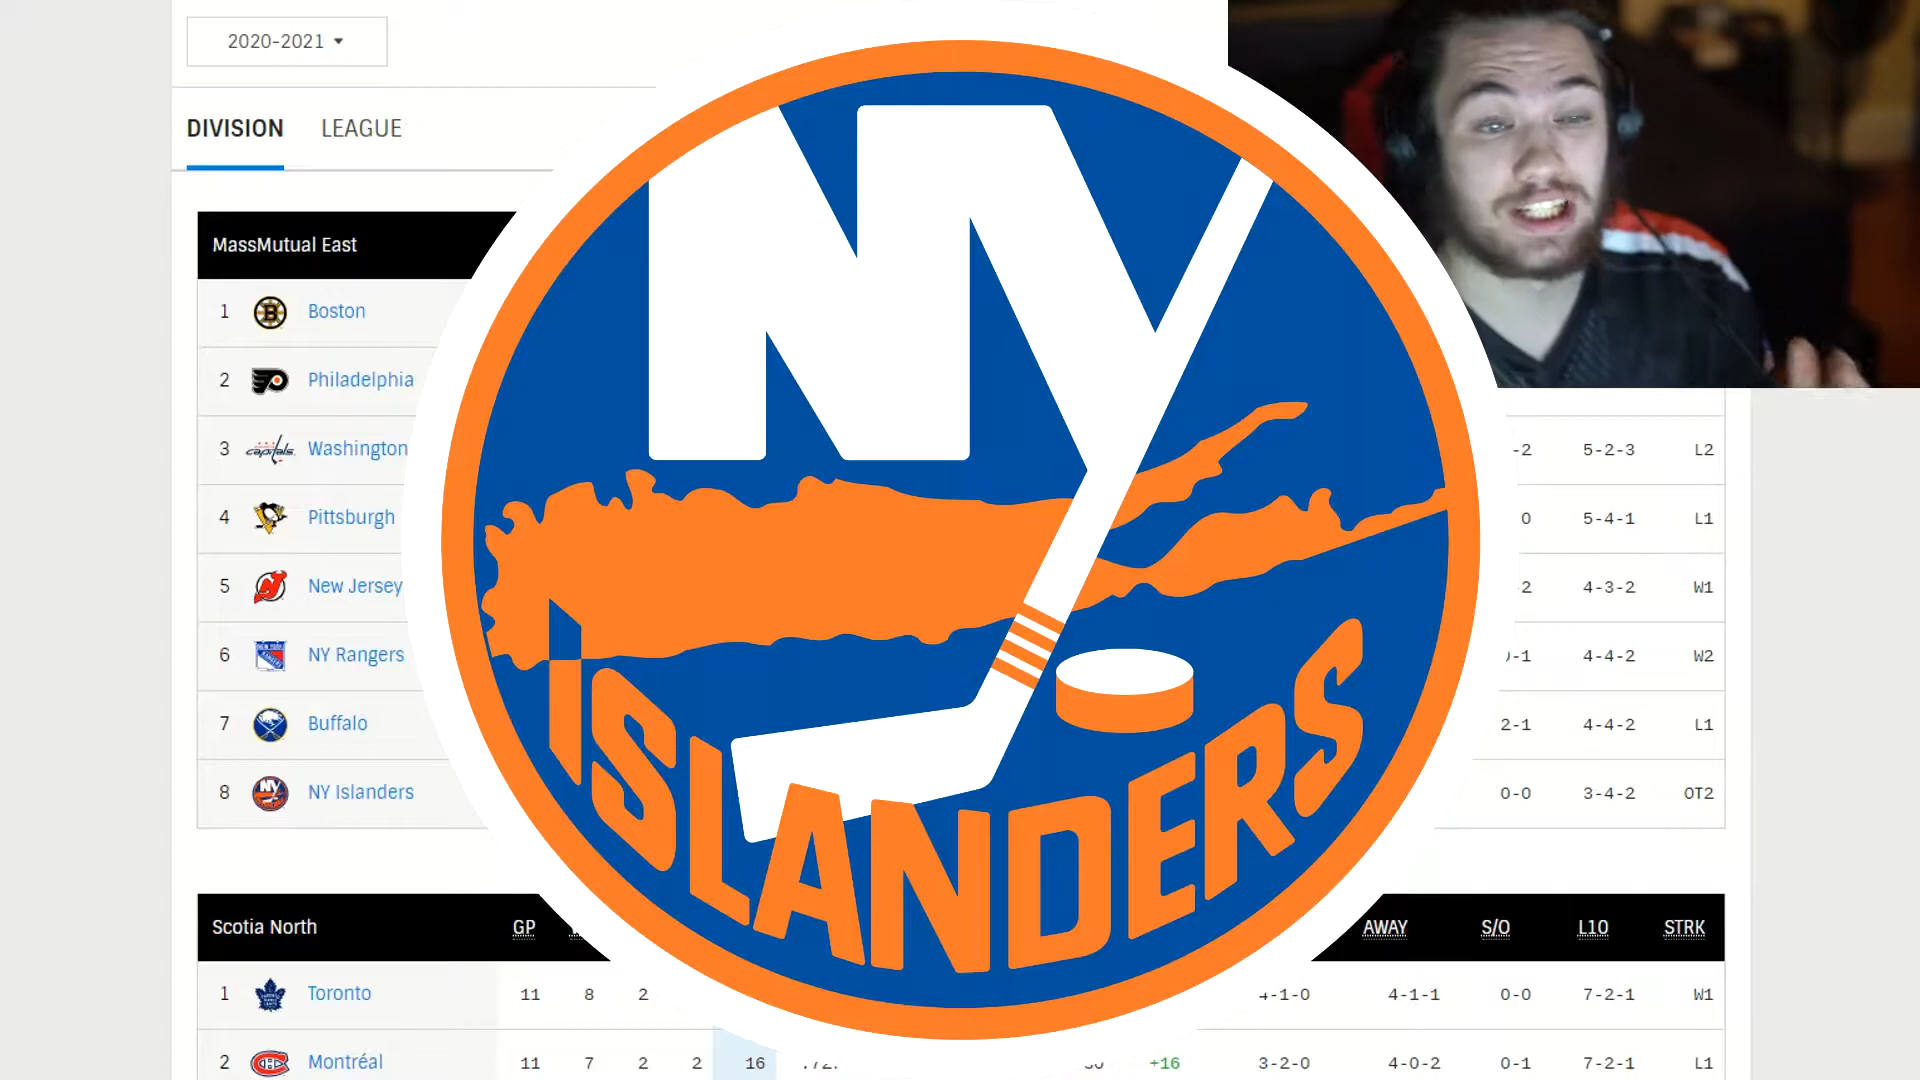 2020-2021
DIVISION LEAGUE
MassMutual East
1 Boston
2 Philadelphia
3 Washington -2 5-2-3 L2
4 Pittsburgh 0 5-4-1 L1
5 New Jersey 2 4-3-2 W1
6 NY Rangers -1 4-4-2 W2
7 Buffalo 2-1 4-4-2 L1
8 NY Islanders 0-0 3-4-2 OT2
NY
ISLANDERS
Scotia North GP AWAY S/O L10 STRK
1 Toronto 11 8 2 4-1-0 4-1-1 0-0 7-2-1 W1
2 Montréal 11 7 2 2 16 +16 3-2-0 4-0-2 0-1 7-2-1 L1